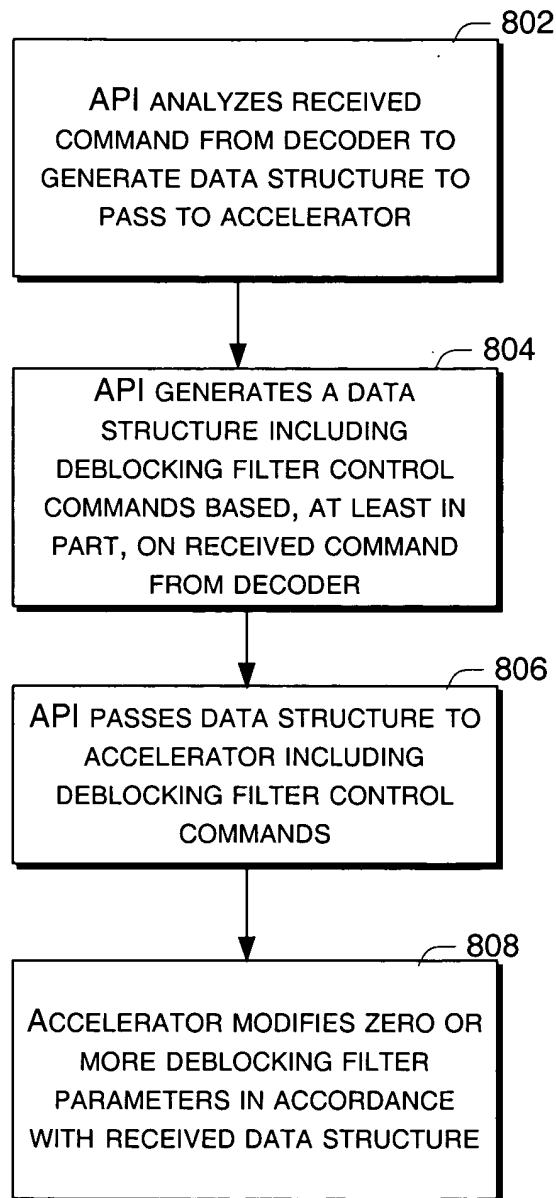 802
API ANALYZES RECEIVED
COMMAND FROM DECODER TO
GENERATE DATA STRUCTURE TO
PASS TO ACCELERATOR
804
API GENERATES A DATA
STRUCTURE INCLUDING
DEBLOCKING FILTER CONTROL
COMMANDS BASED, AT LEAST IN
PART, ON RECEIVED COMMAND
FROM DECODER
806
API PASSES DATA STRUCTURE TO
ACCELERATOR INCLUDING
DEBLOCKING FILTER CONTROL
COMMANDS
808
ACCELERATOR MODIFIES ZERO OR
MORE DEBLOCKING FILTER
PARAMETERS IN ACCORDANCE
WITH RECEIVED DATA STRUCTURE